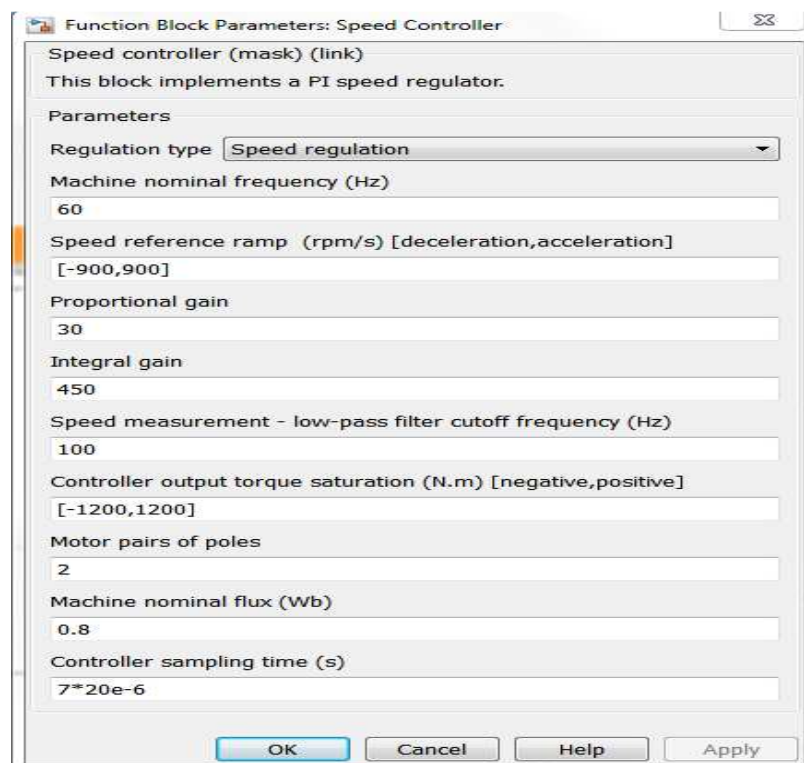 Function Block Parameters: Speed Controller
Speed controller (mask) (link)
This block implements a PI speed regulator.
Parameters
Regulation type Speed regulation
Machine nominal frequency (Hz)
60
Speed reference ramp (rpm/s) [deceleration,acceleration]
[-900,900]
Proportional gain
30
Integral gain
450
Speed measurement - low-pass filter cutoff frequency (Hz)
100
Controller output torque saturation (N.m) [negative,positive]
[-1200,1200]
Motor pairs of poles
2
Machine nominal flux (Wb)
0.8
Controller sampling time (s)
7*20e-6
OK Cancel Help Apply